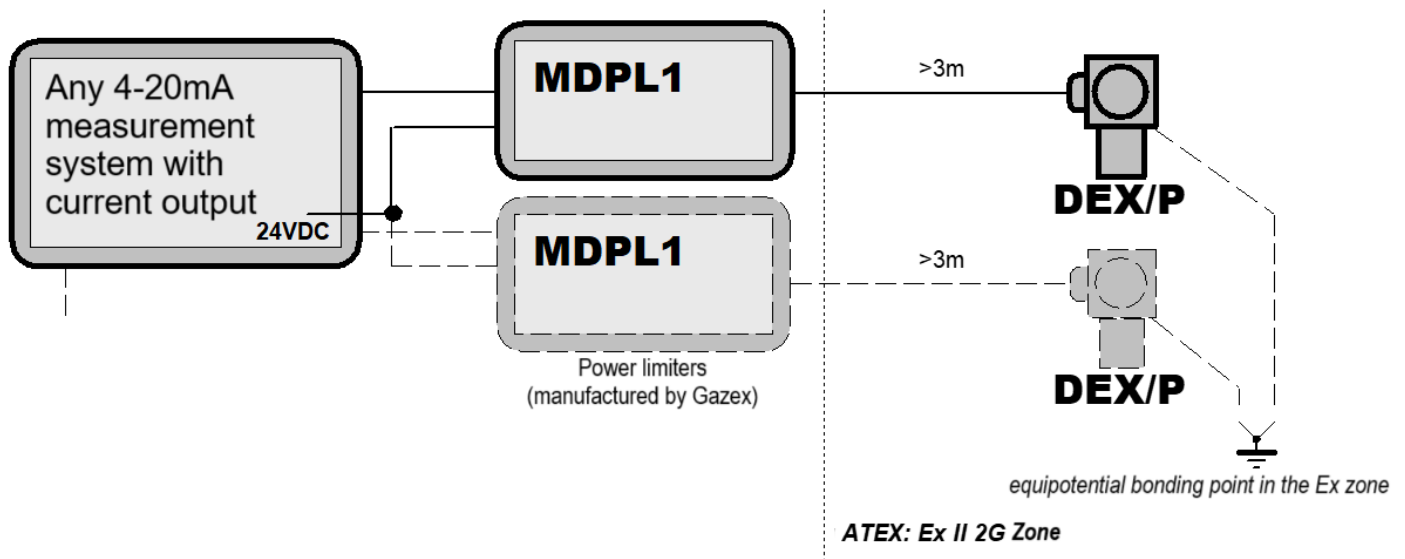 Any 4-20mA
measurement
system with
current output
24VDC
MDPL1
>3m
DEX/P
MDPL1
>3m
DEX/P
Power limiters
(manufactured by Gazex)
equipotential bonding point in the Ex zone
ATEX: Ex II 2G Zone